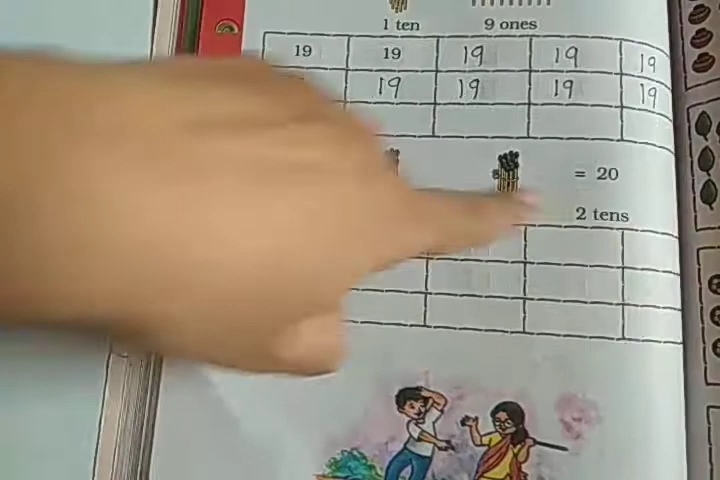 1 ten 9 ones
19 19 19 19 19
19 19 19 19
= 20
2 tens